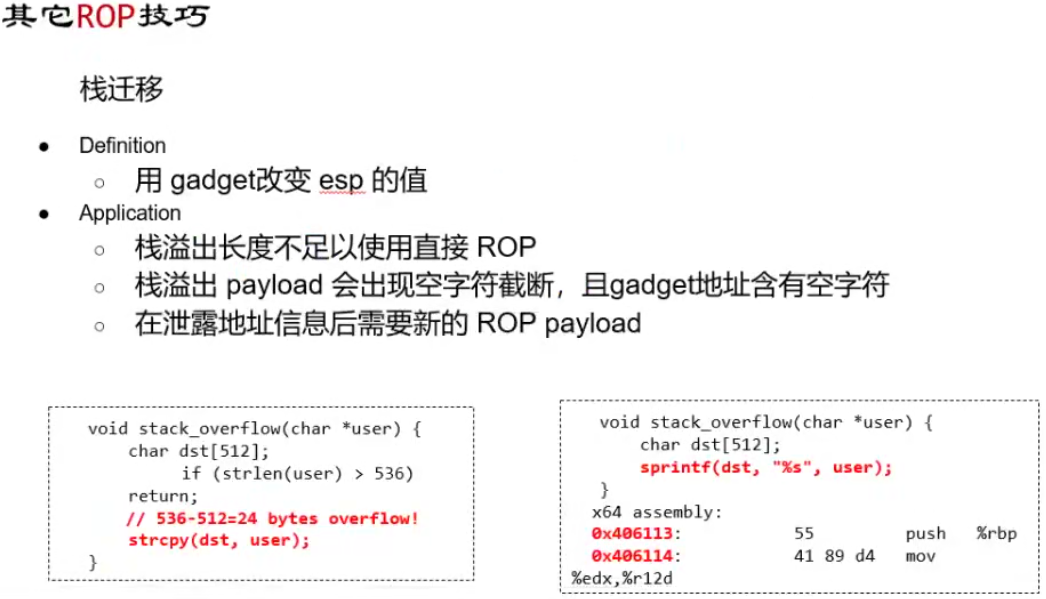 其它ROP技巧
栈迁移
● Definition
○ 用 gadget改变 esp 的值
● Application
○ 栈溢出长度不足以使用直接 ROP
○ 栈溢出 payload 会出现空字符截断，且gadget地址含有空字符
○ 在泄露地址信息后需要新的 ROP payload
void stack_overflow(char *user) {
char dst[512];
if (strlen(user) > 536)
return;
// 536-512=24 bytes overflow!
strcpy(dst, user);
}
void stack_overflow(char *user) {
char dst[512];
sprintf(dst, "%s", user);
}
x64 assembly:
0x406113: 55 push %rbp
0x406114: 41 89 d4 mov
%edx,%r12d